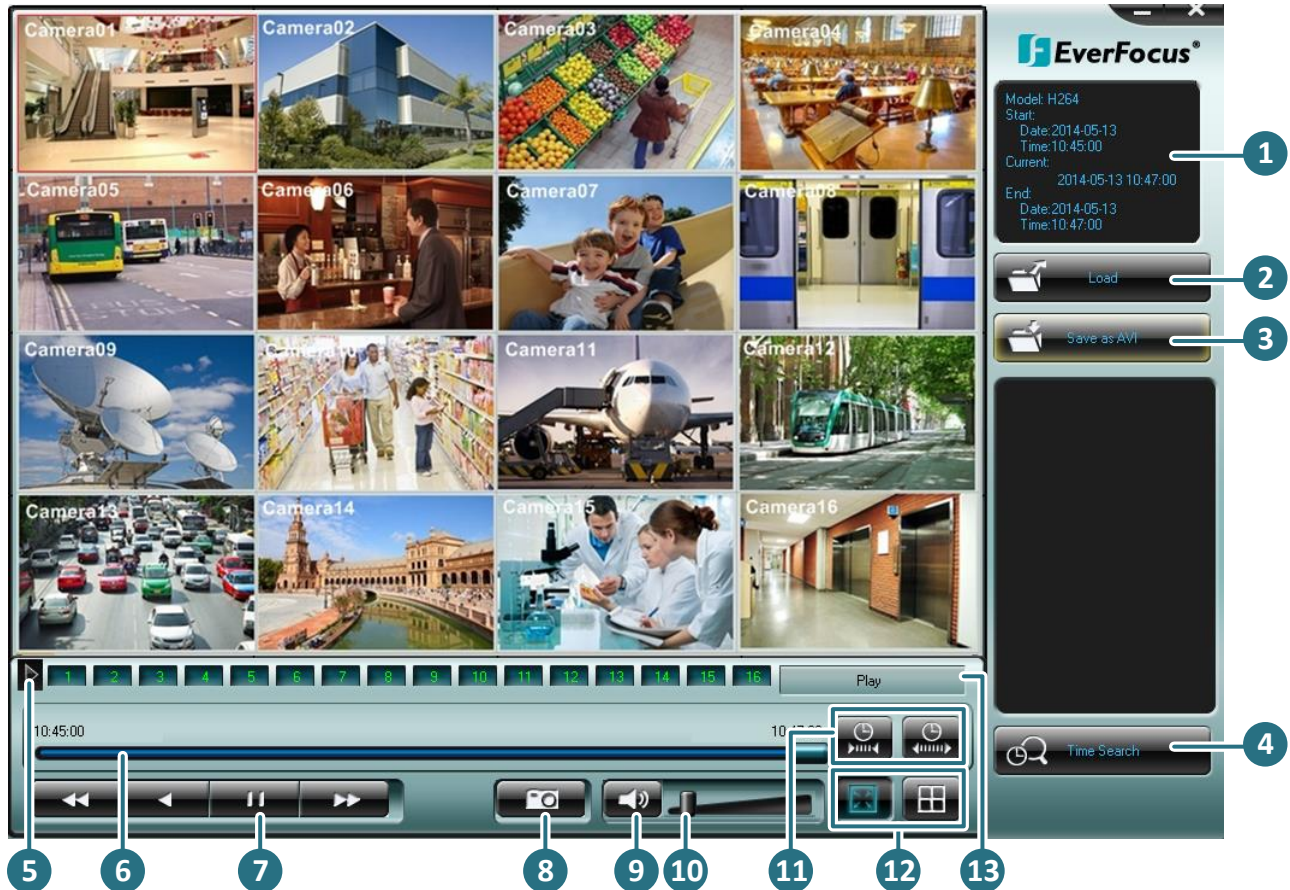 Camera01
Camera02
Camera03
Camera04
Camera05
Camera06
Camera07
Camera08
Camera09
Camera10
Camera11
Camera12
Camera13
Camera14
Camera15
Camera16
EverFocus®
Model: H264
Start:
Date:2014-05-13
Time:10:45:00
Current:
2014-05-13 10:47:00
End:
Date:2014-05-13
Time:10:47:00
1
Load
2
Save as AVI
3
Time Search
4
1 2 3 4 5 6 7 8 9 10 11 12 13 14 15 16
Play
10:45:00
5 6 7 8 9 10 11 12 13